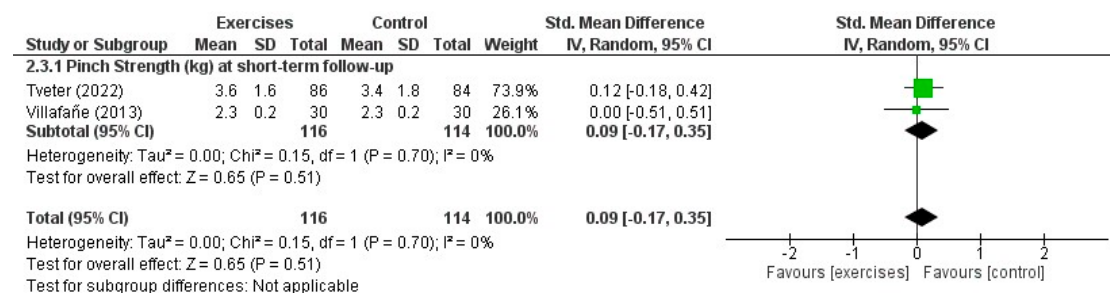 Exercises Control Std. Mean Difference Std. Mean Difference
Study or Subgroup Mean SD Total Mean SD Total Weight IV, Random, 95% CI IV, Random, 95% CI
2.3.1 Pinch Strength (kg) at short-term follow-up
Tveter (2022) 3.6 1.6 86 3.4 1.8 84 73.9% 0.12 [-0.18, 0.42]
Villafañe (2013) 2.3 0.2 30 2.3 0.2 30 26.1% 0.00 [-0.51, 0.51]
Subtotal (95% CI) 116 114 100.0% 0.09 [-0.17, 0.35]
Heterogeneity: Tau² = 0.00; Chi² = 0.15, df = 1 (P = 0.70); I² = 0%
Test for overall effect: Z = 0.65 (P = 0.51)
Total (95% CI) 116 114 100.0% 0.09 [-0.17, 0.35]
Heterogeneity: Tau² = 0.00; Chi² = 0.15, df = 1 (P = 0.70); I² = 0%
Test for overall effect: Z = 0.65 (P = 0.51)
Test for subgroup differences: Not applicable
-2 -1 0 1 2
Favours [exercises] Favours [control]